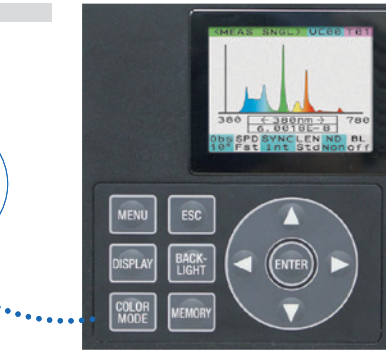 <MEAS SNGL> VC00 T01
380 ←380nm→ 780
6.0018E-8
Obs SPD SYNC LEN ND BL
10° Fst Int Std Non off
MENU ESC
DISPLAY BACK-LIGHT
ENTER
COLOR MODE MEMORY